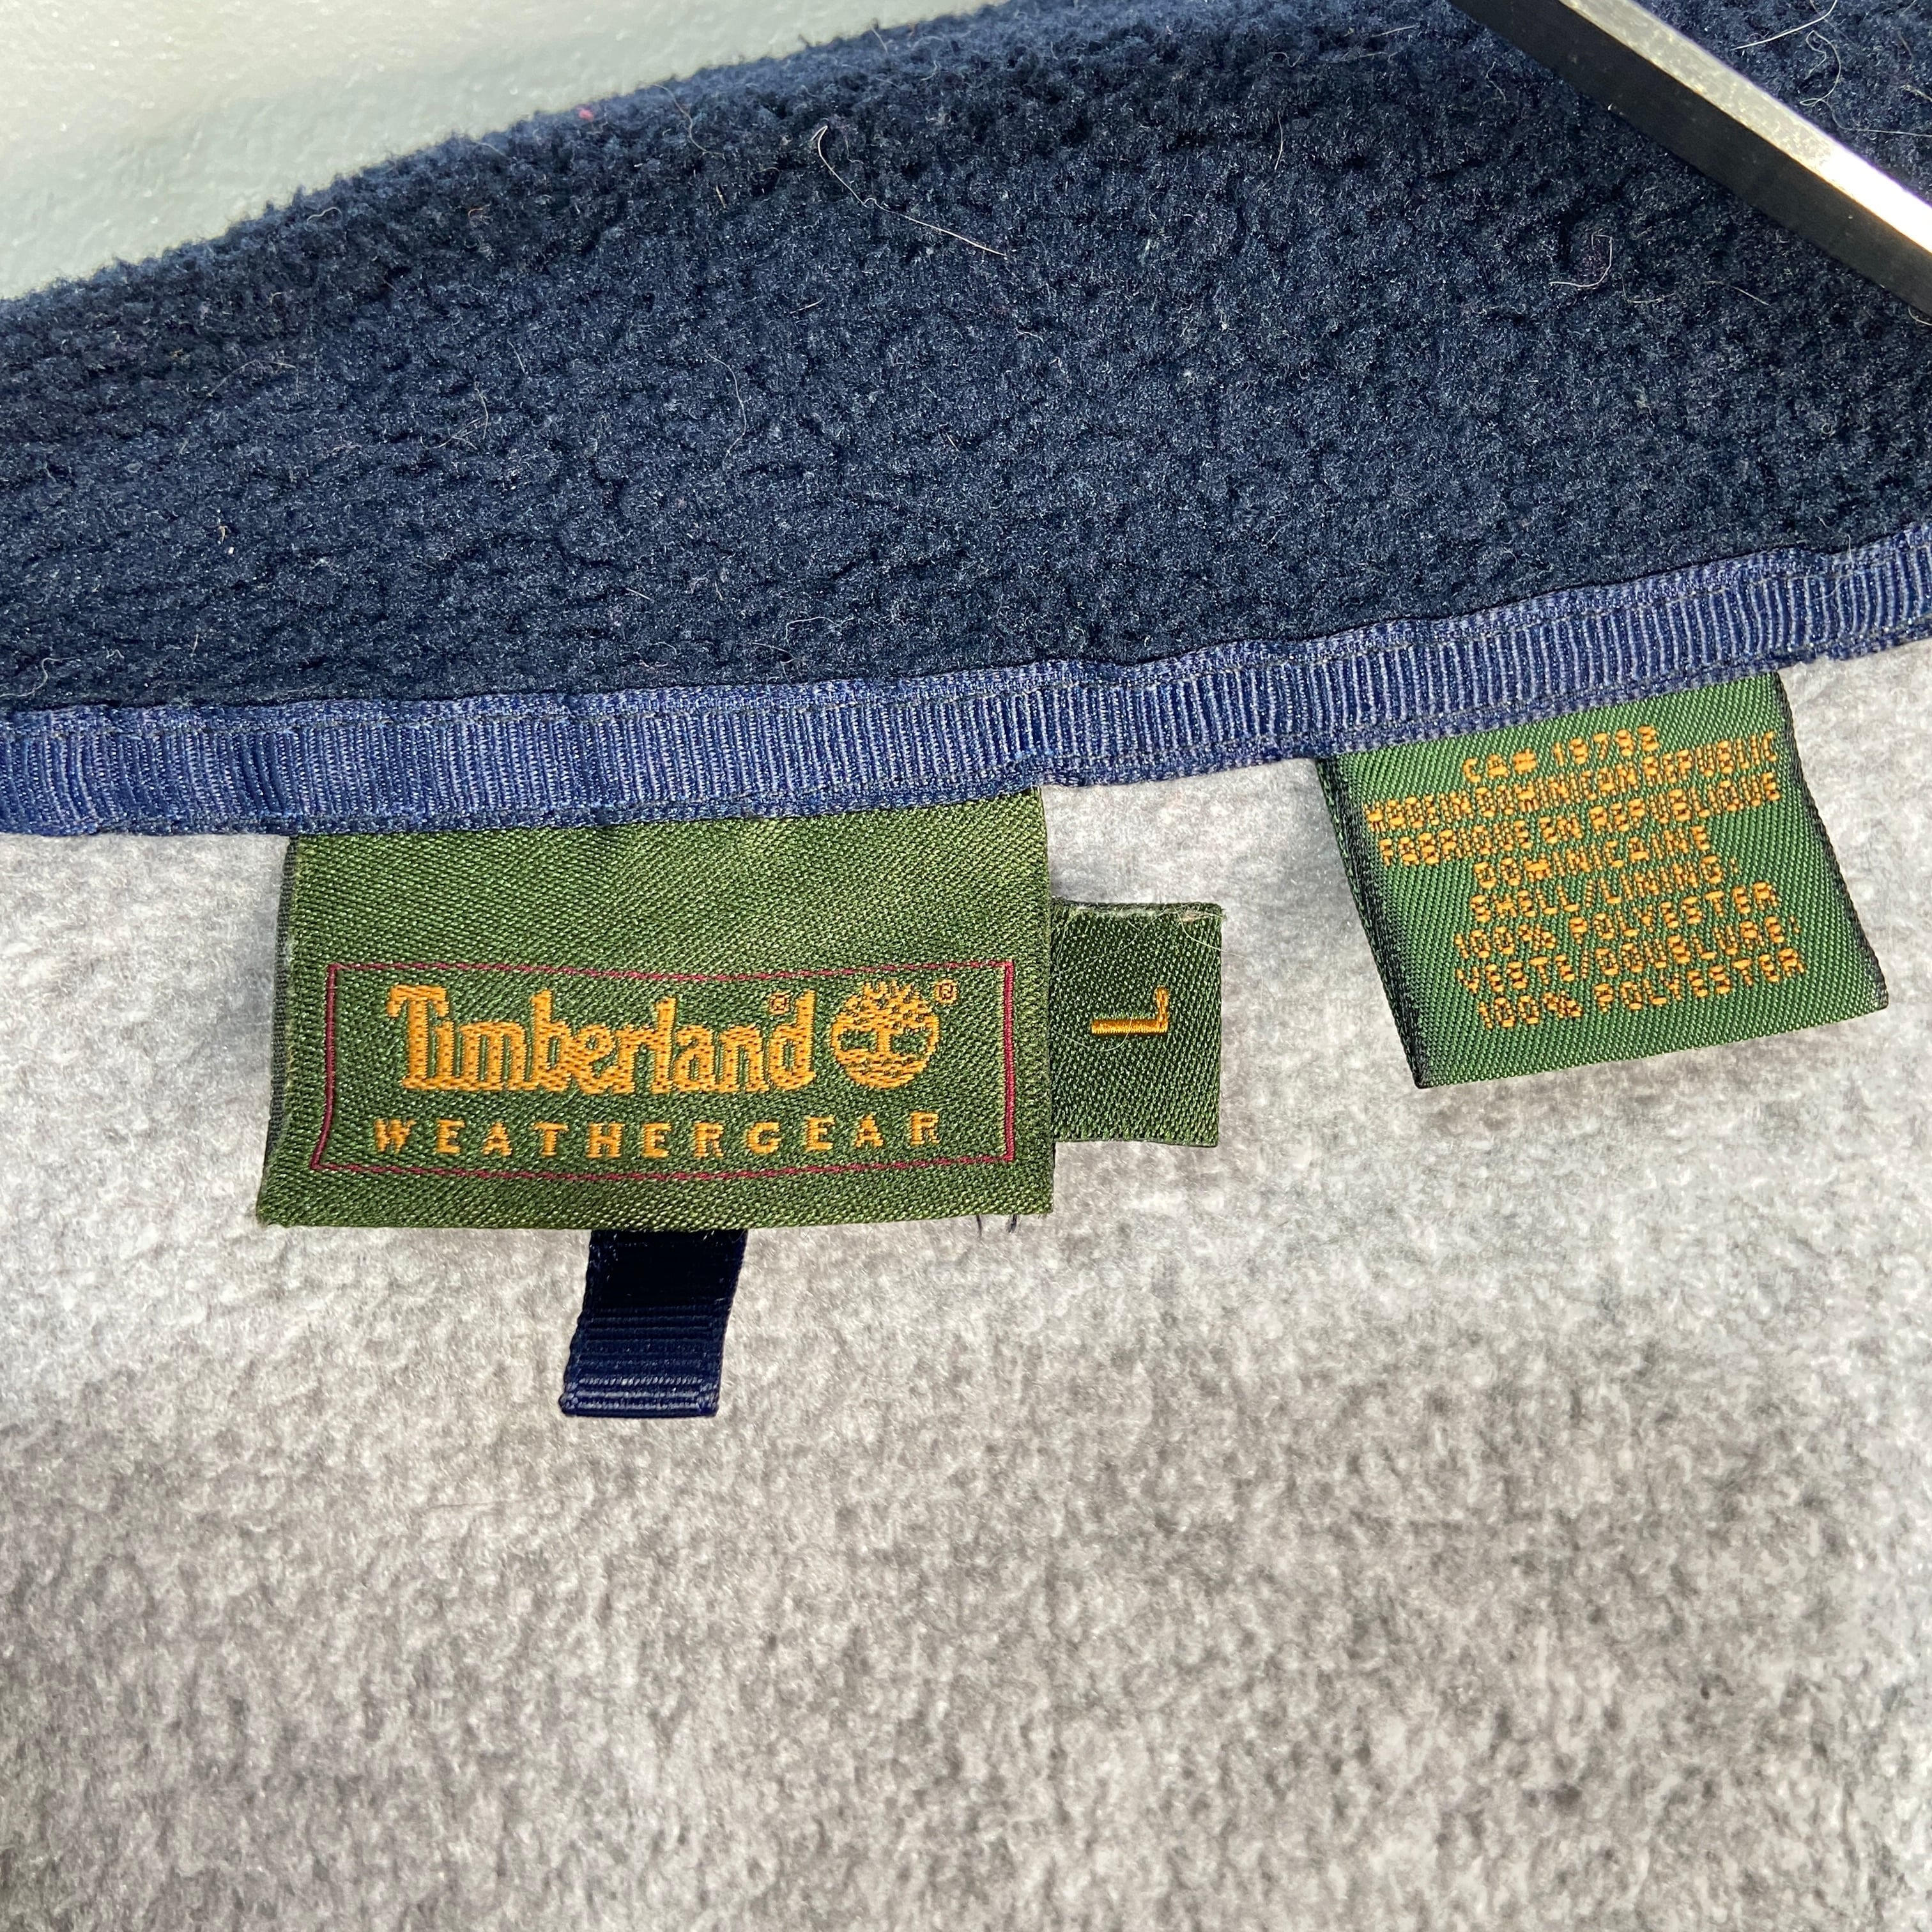 Timberland®®
WEATHERGEAR
L
CA# 19792
MADE IN DOMINICAN REPUBLIC
FABRIQUE EN REPUBLIQUE
DOMINICAINE
SHELL/LINING:
100% POLYESTER
VESTE/DOUBLURE:
100% POLYESTER